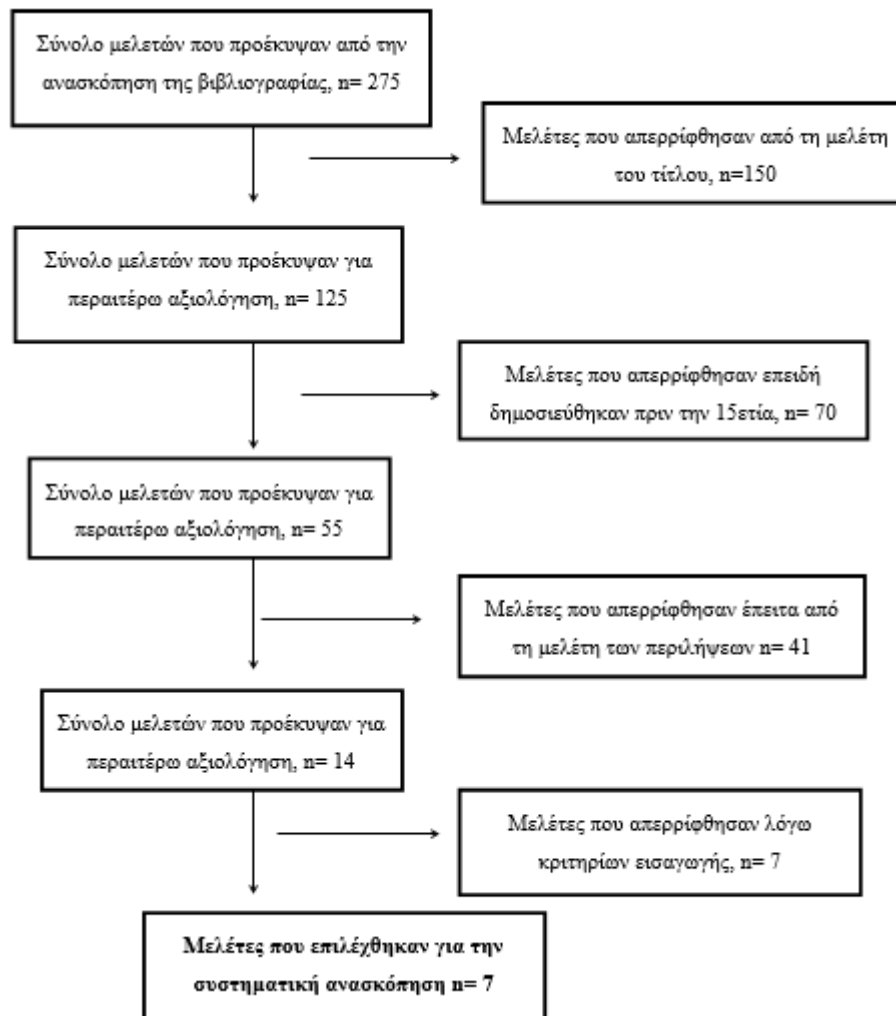 Σύνολο μελετών που προέκυψαν από την
ανασκόπηση της βιβλιογραφίας, n= 275
Μελέτες που απερρίφθησαν από τη μελέτη
του τίτλου, n=150
Σύνολο μελετών που προέκυψαν για
περαιτέρω αξιολόγηση, n= 125
Μελέτες που απερρίφθησαν επειδή
δημοσιεύθηκαν πριν την 15ετία, n= 70
Σύνολο μελετών που προέκυψαν για
περαιτέρω αξιολόγηση, n= 55
Μελέτες που απερρίφθησαν έπειτα από
τη μελέτη των περιλήψεων n= 41
Σύνολο μελετών που προέκυψαν για
περαιτέρω αξιολόγηση, n= 14
Μελέτες που απερρίφθησαν λόγω
κριτηρίων εισαγωγής, n= 7
Μελέτες που επιλέχθηκαν για την
συστηματική ανασκόπηση n= 7